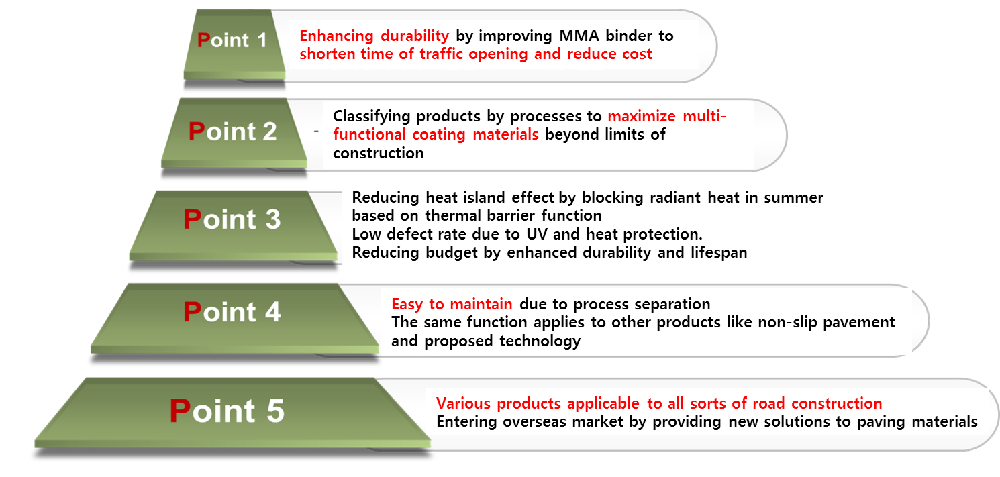 Point 1
Enhancing durability by improving MMA binder to
shorten time of traffic opening and reduce cost
Point 2
- Classifying products by processes to maximize multi-
functional coating materials beyond limits of
construction
Point 3
Reducing heat island effect by blocking radiant heat in summer
based on thermal barrier function
Low defect rate due to UV and heat protection.
Reducing budget by enhanced durability and lifespan
Point 4
Easy to maintain due to process separation
The same function applies to other products like non-slip pavement
and proposed technology
Point 5
Various products applicable to all sorts of road construction
Entering overseas market by providing new solutions to paving materials